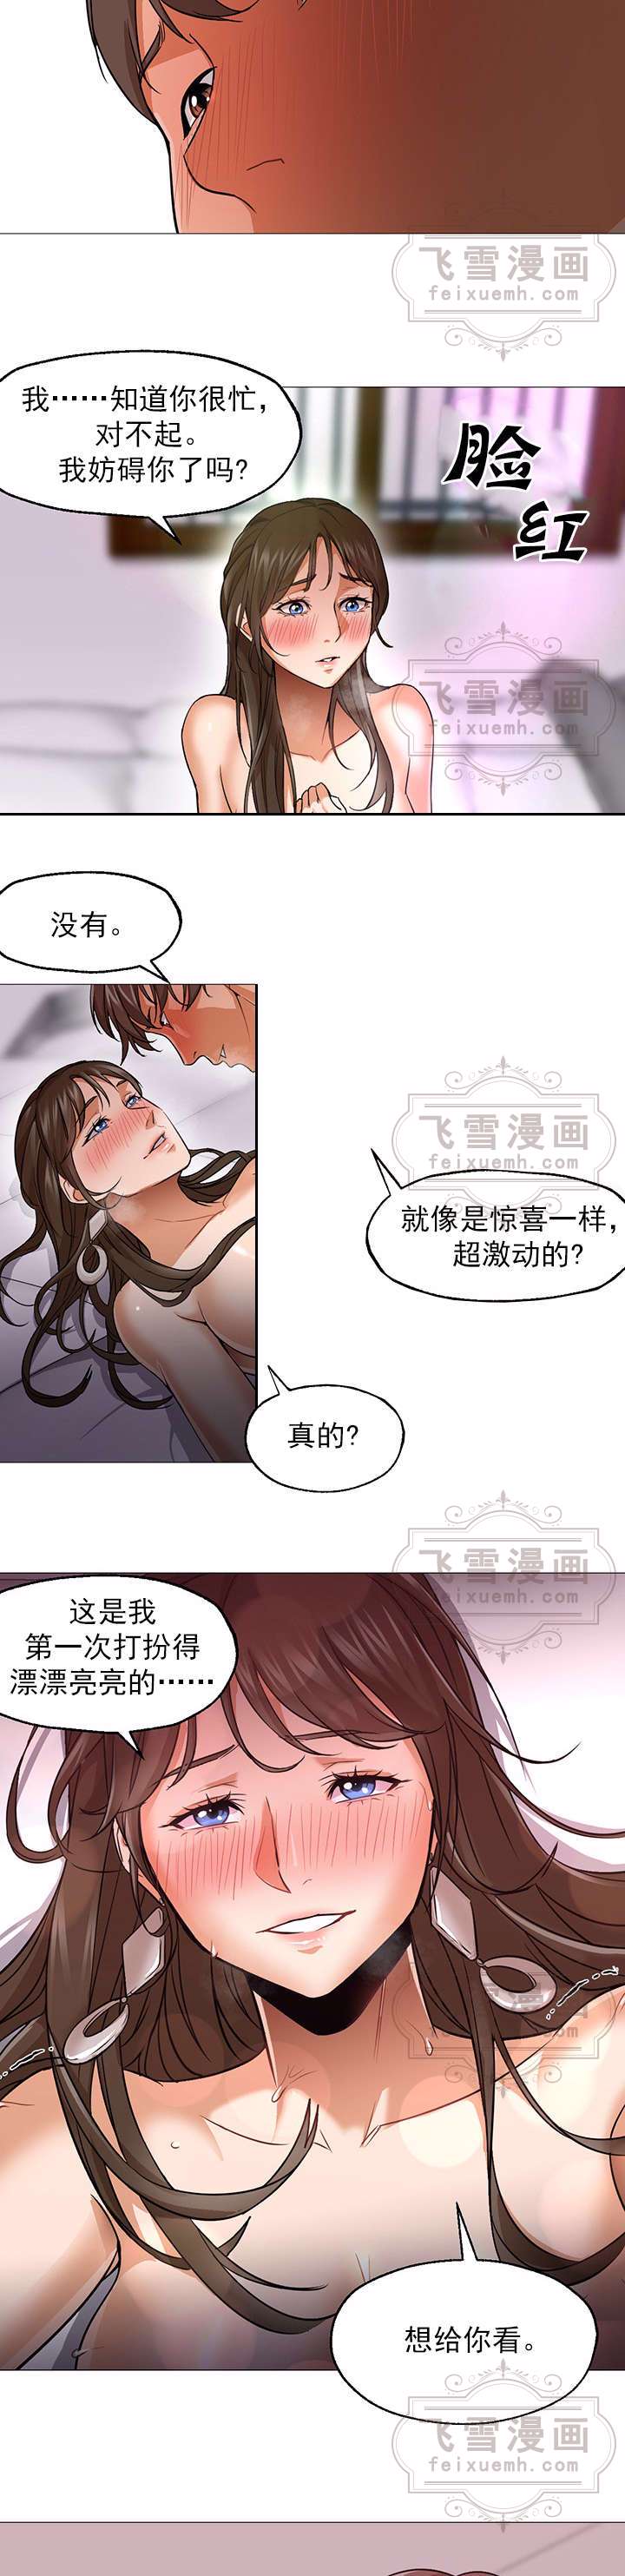 飞雪漫画
feixuemh.com
我……知道你很忙，
对不起。
我妨碍你了吗?
脸
红
飞雪漫画
feixuemh.com
没有。
飞雪漫画
feixuemh.com
就像是惊喜一样，
超激动的?
真的?
飞雪漫画
feixuemh.com
这是我
第一次打扮得
漂漂亮亮的……
雪漫画
.com
想给你看。
飞雪漫画
feixuemh.com